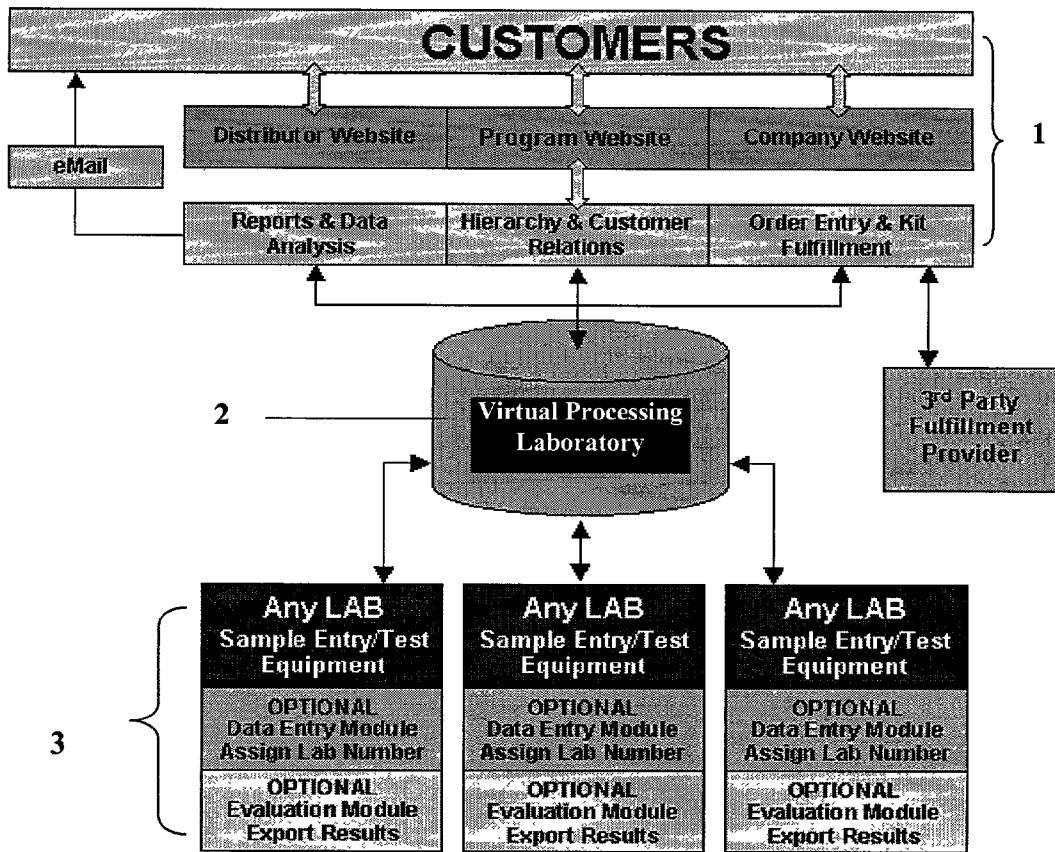 CUSTOMERS
Distributor Website
Program Website
Company Website
1
eMail
Reports & Data
Analysis
Hierarchy & Customer
Relations
Order Entry & Kit
Fulfillment
2
Virtual Processing
Laboratory
3rd Party
Fulfillment
Provider
3
Any LAB
Sample Entry/Test
Equipment
OPTIONAL
Data Entry Module
Assign Lab Number
OPTIONAL
Evaluation Module
Export Results
Any LAB
Sample Entry/Test
Equipment
OPTIONAL
Data Entry Module
Assign Lab Number
OPTIONAL
Evaluation Module
Export Results
Any LAB
Sample Entry/Test
Equipment
OPTIONAL
Data Entry Module
Assign Lab Number
OPTIONAL
Evaluation Module
Export Results